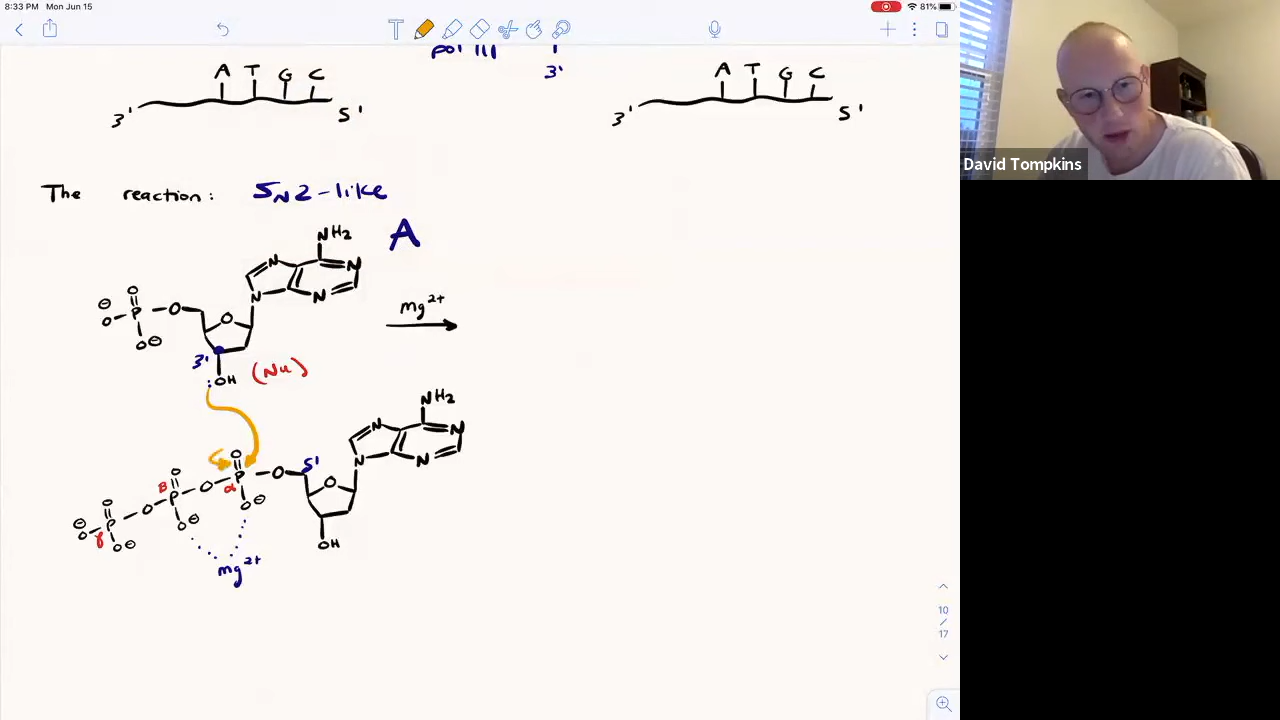 8:33 PM Mon Jun 15
81%
pol III
3'
A T G C
3' 5'
A T G C
3' 5'
The reaction: SN2-like
A
NH2
N N
N N
O
⊖ P O
O O⊖
O
Mg2+
3'
:OH (Nu)
NH2
N N
N N
O
P O 5'
α
O⊖
O
O
β P
O⊖
O
O
⊖ P
O γ O⊖
O
OH
Mg2+
David Tompkins
10
/
17